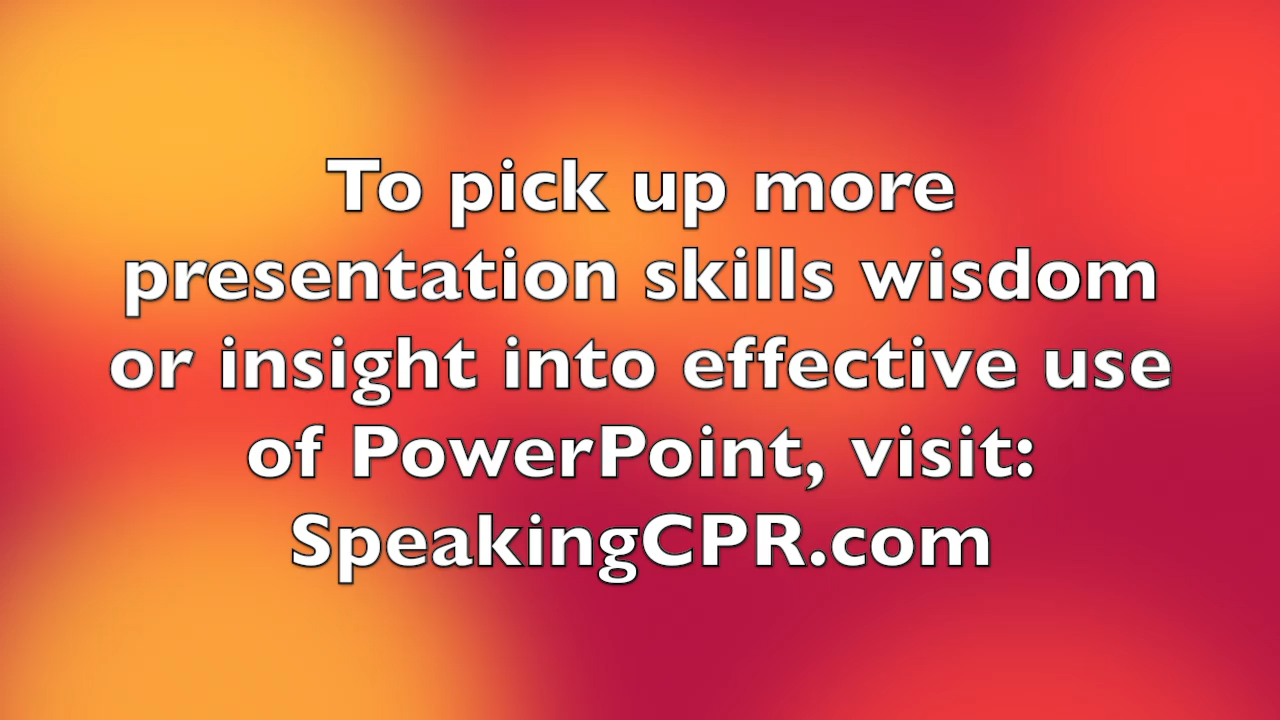 To pick up more
presentation skills wisdom
or insight into effective use
of PowerPoint, visit:
SpeakingCPR.com